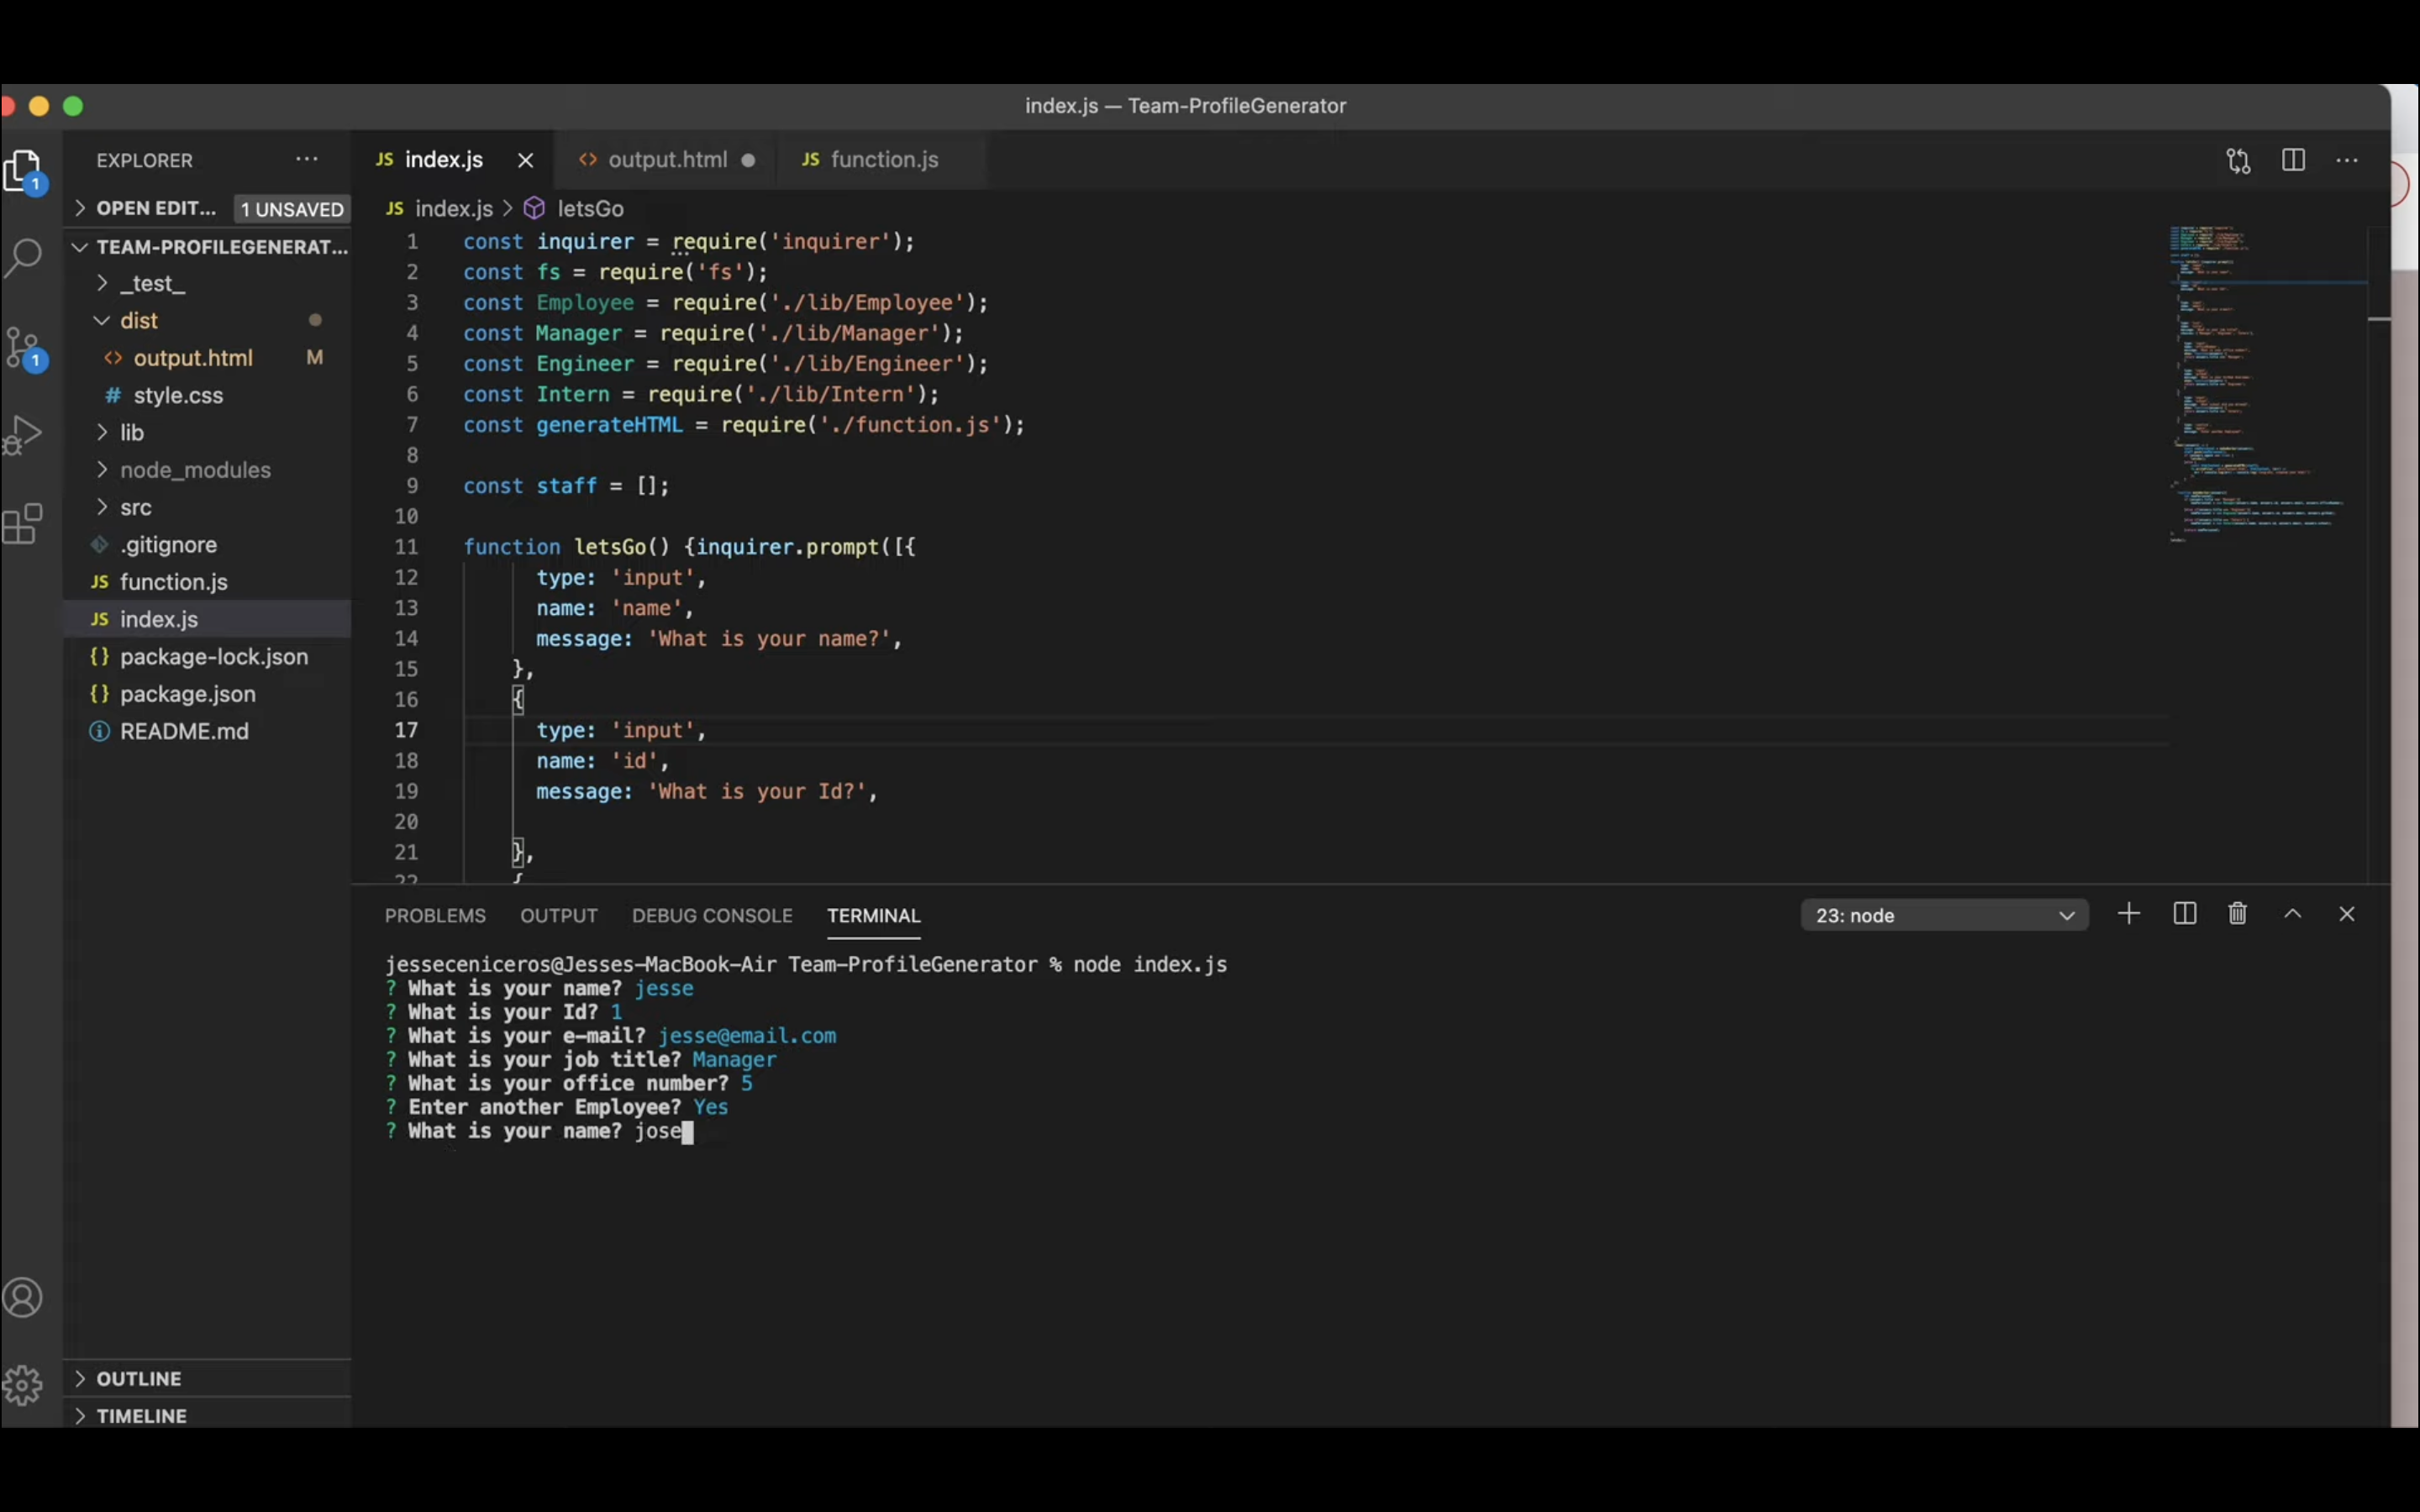 index.js — Team-ProfileGenerator
EXPLORER ...
1
OPEN EDIT... 1 UNSAVED
TEAM-PROFILEGENERAT...
_test_
dist
<> output.html M
# style.css
lib
node_modules
src
.gitignore
JS function.js
JS index.js
{} package-lock.json
{} package.json
README.md
1
OUTLINE
TIMELINE
JS index.js × <> output.html ● JS function.js
JS index.js > letsGo
1 const inquirer = require('inquirer');
2 const fs = require('fs');
3 const Employee = require('./lib/Employee');
4 const Manager = require('./lib/Manager');
5 const Engineer = require('./lib/Engineer');
6 const Intern = require('./lib/Intern');
7 const generateHTML = require('./function.js');
8
9 const staff = [];
10
11 function letsGo() {inquirer.prompt([{
12 type: 'input',
13 name: 'name',
14 message: 'What is your name?',
15 },
16 {
17 type: 'input',
18 name: 'id',
19 message: 'What is your Id?',
20
21 },
22 {
PROBLEMS OUTPUT DEBUG CONSOLE TERMINAL 23: node
jesseceniceros@Jesses-MacBook-Air Team-ProfileGenerator % node index.js
? What is your name? jesse
? What is your Id? 1
? What is your e-mail? jesse@email.com
? What is your job title? Manager
? What is your office number? 5
? Enter another Employee? Yes
? What is your name? jose